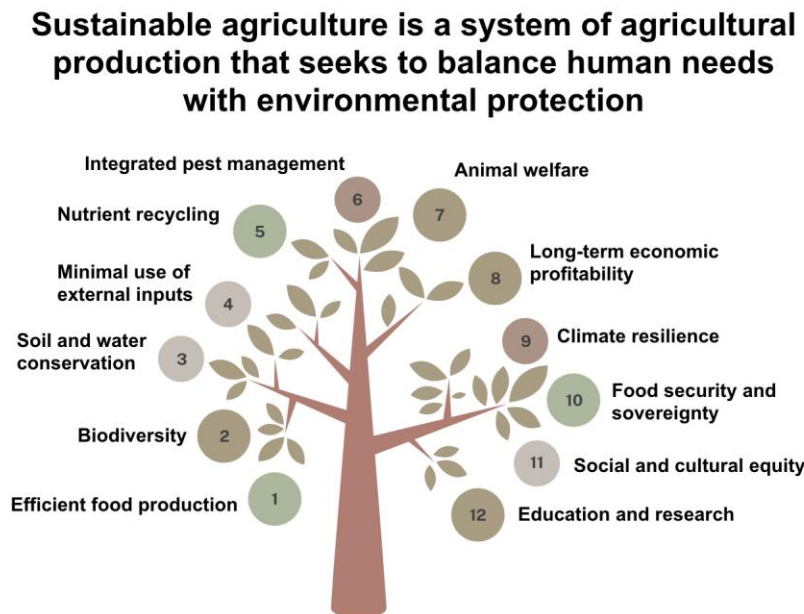 Sustainable agriculture is a system of agricultural
production that seeks to balance human needs
with environmental protection
Integrated pest management
6
Animal welfare
7
Nutrient recycling
5
Long-term economic
profitability
8
Minimal use of
external inputs
4
Soil and water
conservation
3
Climate resilience
9
Food security and
sovereignty
10
Biodiversity
2
Social and cultural equity
11
Efficient food production
1
Education and research
12